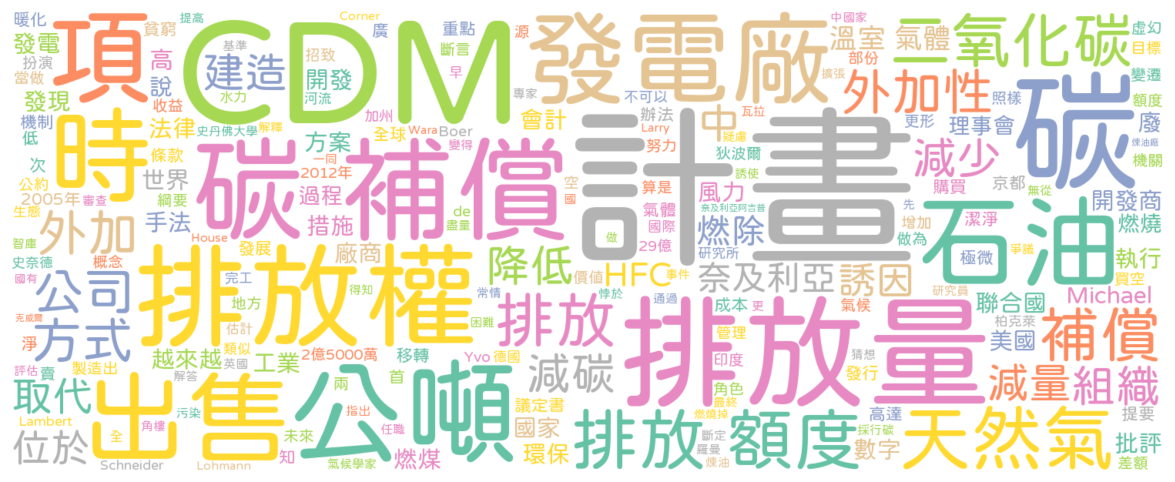 暖化
提高
Corner
中國家
貧窮
發電
扮演
當做
項
CDM
發電廠
重點
廣
源
斷言
早
基準
招致
建造
開發
河流
水力
高
說
收益
發現
機制
低
次
公約
2005年
生態
智庫
史奈德
國有
時
法律
史丹佛大學
解釋
條款
一同
審查
世界
綱要
手法
方案
2012年
過程
措施
加州
全球
Wara
Boer
變得
會計
專家
擴張
部份
不可以
辦法
瓦拉
中
Larry
疑慮
努力
狄波爾
誘使
算是
風力
溫室
氣體
二氧化碳
虛幻
目標
變遷
外加性
照樣
額度
更形
理事會
廢
煉油廠
機關
碳
減少
購買
京都
無從
開發商
燃燒
碳補償
計畫
空
國
de
盡量
氣體
國際
29億
奈及利亞阿吉普
做
燃除
研究所
先
增加
做為
潔淨
極微
爭勝
石油
執行
買空
外加
概念
House
發展
廠商
公司
克威爾
淨
方式
評估
賣
製造出
完工
地方
估計
類似
英國
得知
排放權
常情
困難
降低
HFC
價值
事件
悖於
通過
更
成本
奈及利亞
誘因
氣候
研究員
聯合國
Michael
排放
排放量
管理
柏克萊
美國
補償
越來越
工業
2億5000萬
移轉
Yvo
德國
減碳
印度
猜想
角色
發行
最終
減量
組織
取代
解答
出售
兩
首
公噸
議定書
燃燒掉
高達
採行碳
提要
Lambert
污染
指出
全
角樓
未來
任職
國家
斷定
羅曼
排放
額度
數字
天然氣
批評
差額
位於
Schneider
Lohmann
知
氣候學家
燃煤
環保
煉油